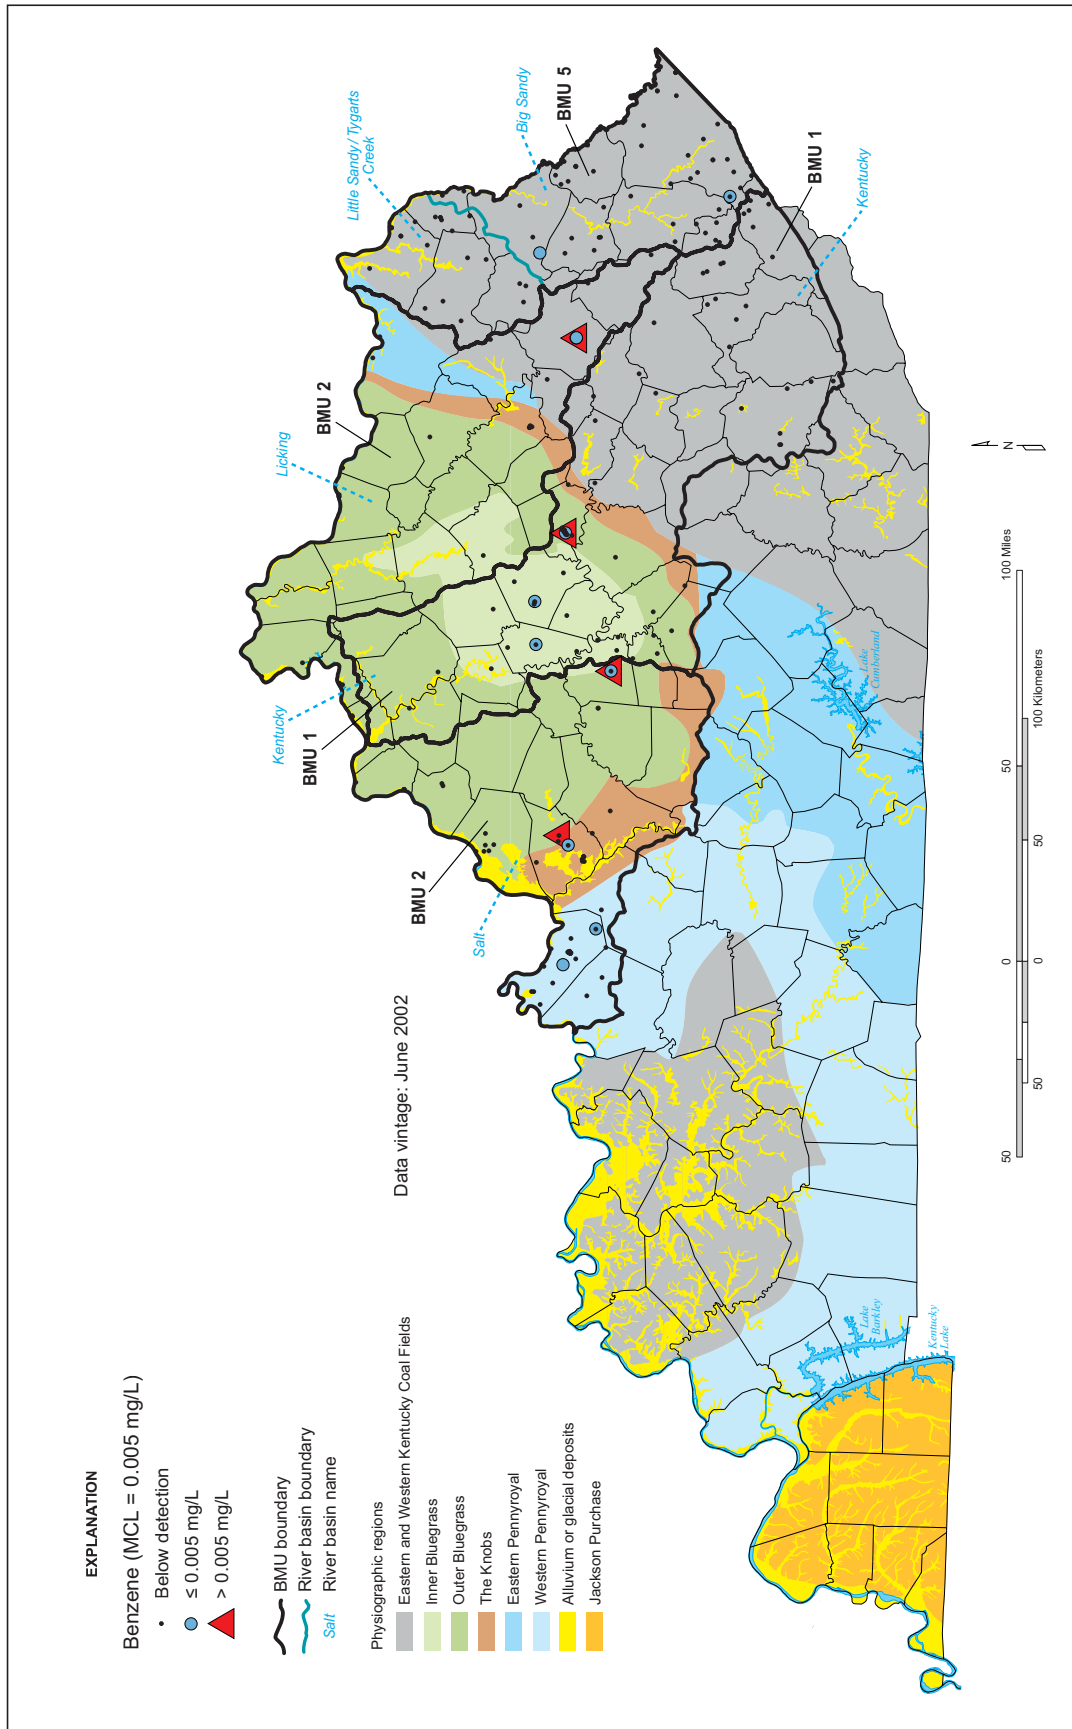 EXPLANATION
Benzene (MCL = 0.005 mg/L)
Below detection
≤ 0.005 mg/L
> 0.005 mg/L
BMU boundary
River basin boundary
Salt River basin name
Physiographic regions
Eastern and Western Kentucky Coal Fields
Inner Bluegrass
Outer Bluegrass
The Knobs
Eastern Pennyroyal
Western Pennyroyal
Alluvium or glacial deposits
Jackson Purchase
Data vintage: June 2002
Salt
BMU 2
BMU 1
Kentucky
Licking
BMU 2
Little Sandy/Tygarts
Creek
Big Sandy
BMU 5
BMU 1
Kentucky
Lake
Cumberland
Lake
Barkley
Kentucky
Lake
N
50 0 50 100 Miles
50 0 50 100 Kilometers